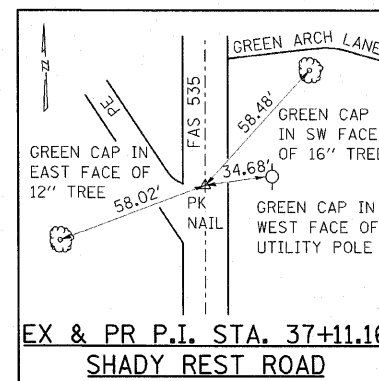 N
GREEN ARCH LANE
FAS 535
PE
58.48'
GREEN CAP
IN SW FACE
OF 16" TREE
GREEN CAP IN
EAST FACE OF
12" TREE
34.68'
58.02'
PK
NAIL
GREEN CAP IN
WEST FACE OF
UTILITY POLE
EX & PR P.I. STA. 37+11.16
SHADY REST ROAD